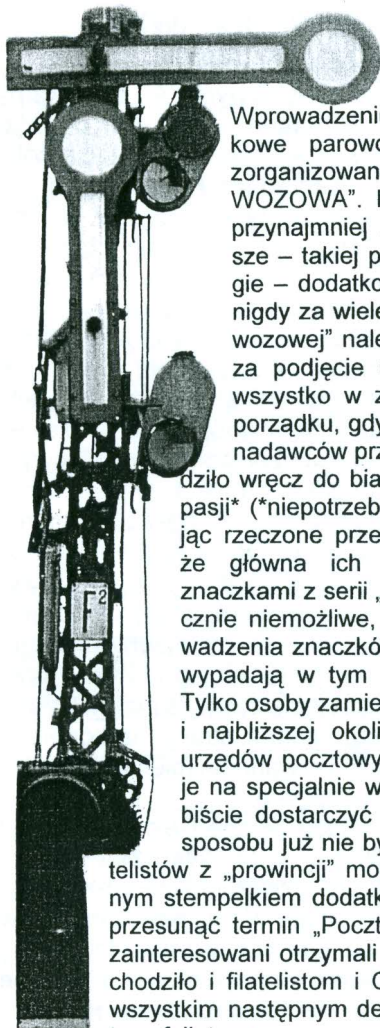 Wprowadzeni
kowe parowo
zorganizowan
WOZOWA”.
przynajmniej
sze – takiej p
gie – dodatko
nigdy za wiele
wozowej” nale
za podjęcie
wszystko w z
porządku, gdy
nadawców prz
dziło wręcz do bia
pasji* (*niepotrzeb
jąc rzeczone prze
że główna ich
znaczkami z serii „
cznie niemożliwe,
wadzenia znaczkó
wypadają w tym
Tylko osoby zamie
i najbliższej okoli
urzędów pocztowy
je na specjalnie w
F²
biście dostarczyć
sposobu już nie by
telistów z „prowincji” mo
nym stempelkiem dodatk
przesunąć termin „Poczt
zainteresowani otrzymali
chodziło i filatelistom i
wszystkim następnym de